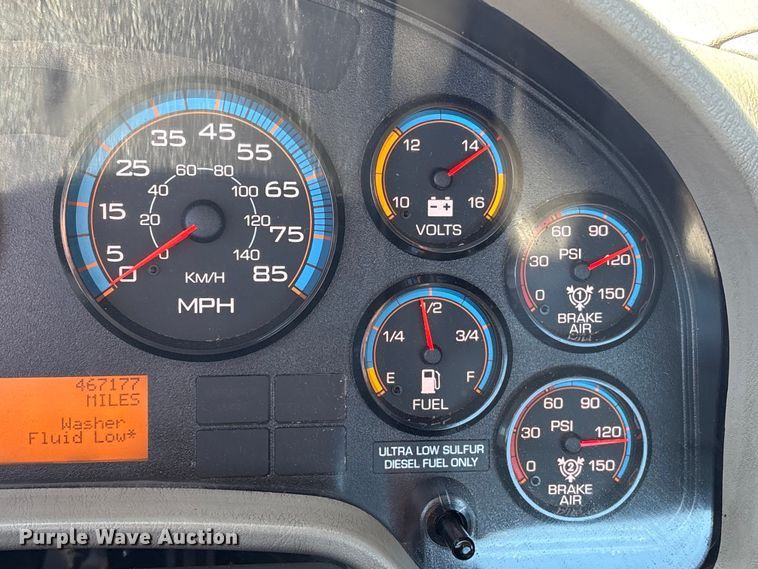 5 15 25 35 45 55 65 75 85
0
0 20 40 60 80 100 120 140
KM/H
MPH
10 12 14 16
VOLTS
0 30 60 90 120 150
PSI
1
BRAKE
AIR
E 1/4 1/2 3/4 F
FUEL
0 30 60 90 120 150
PSI
2
BRAKE
AIR
467177
MILES
Washer
Fluid Low*
ULTRA LOW SULFUR
DIESEL FUEL ONLY
Purple Wave Auction